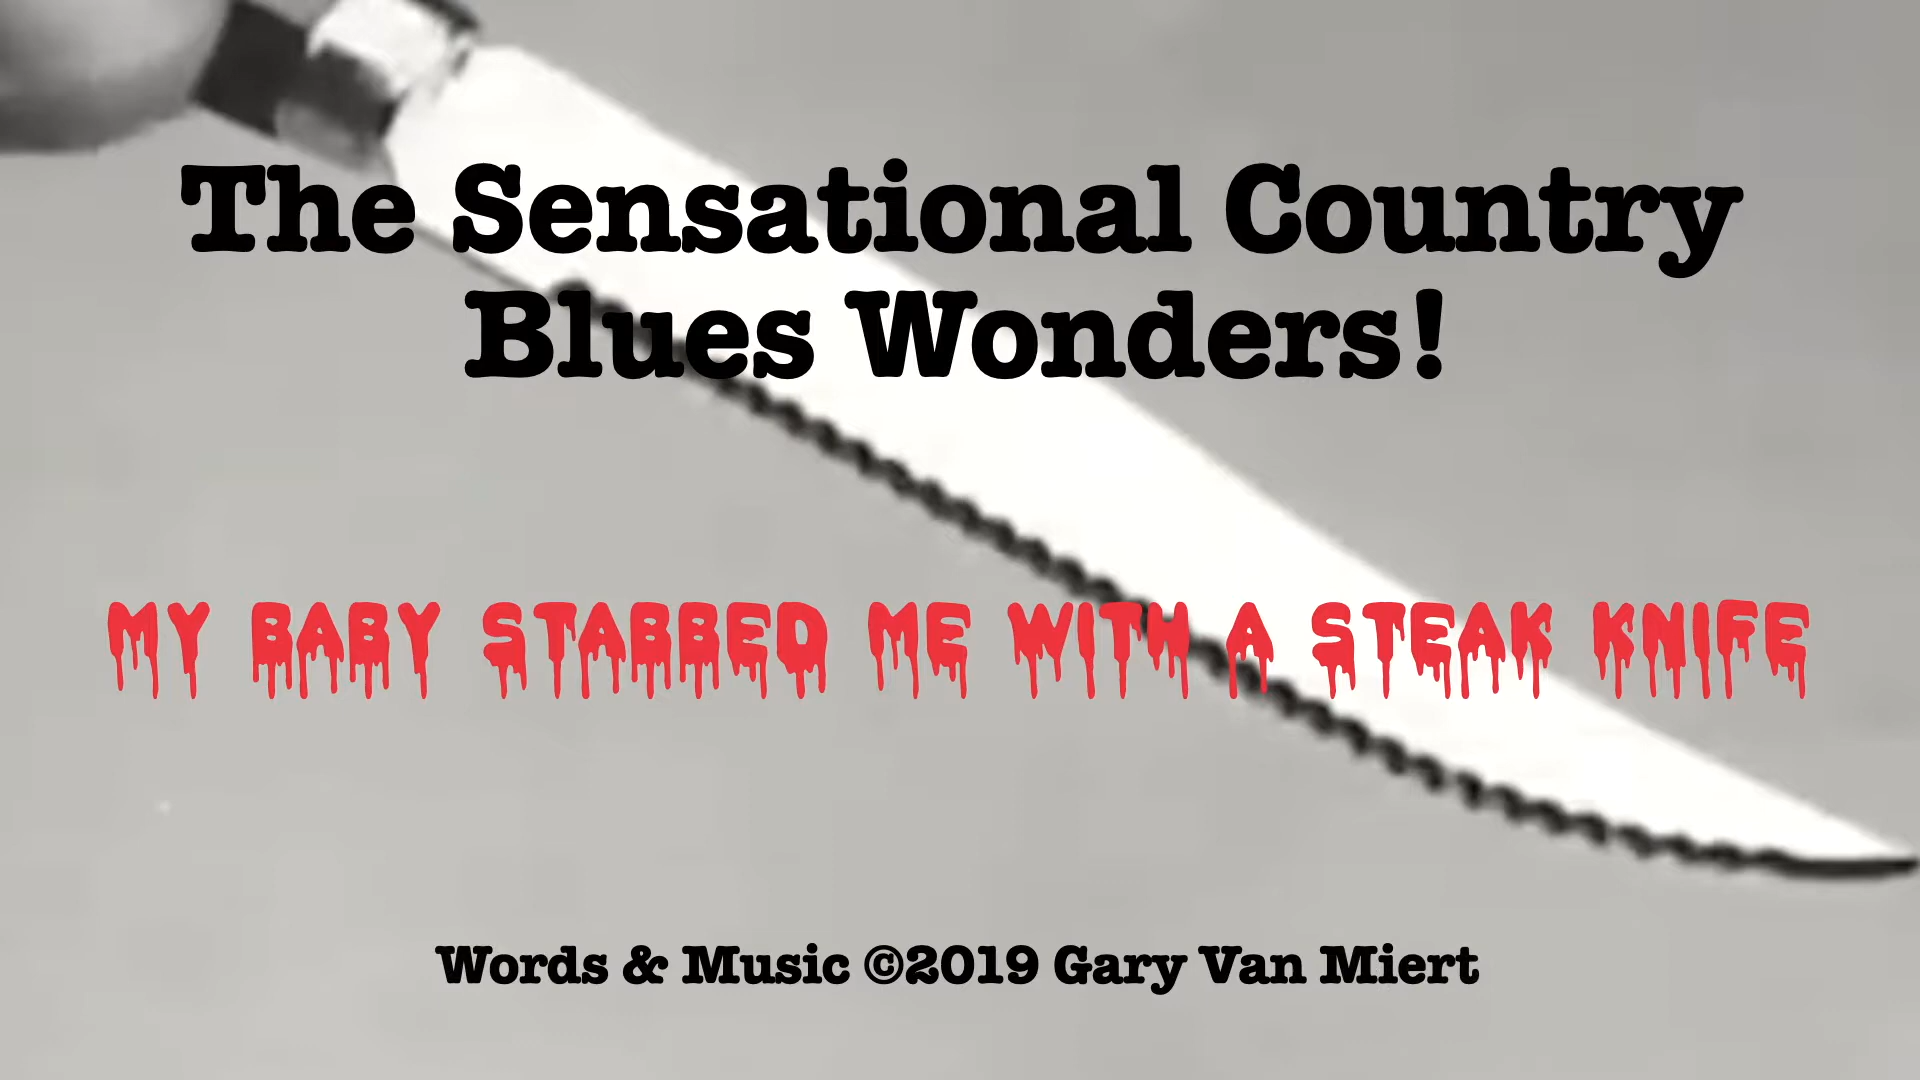 The Sensational Country
Blues Wonders!
MY BABY STABBED ME WITH A STEAK KNIFE
Words & Music ©2019 Gary Van Miert